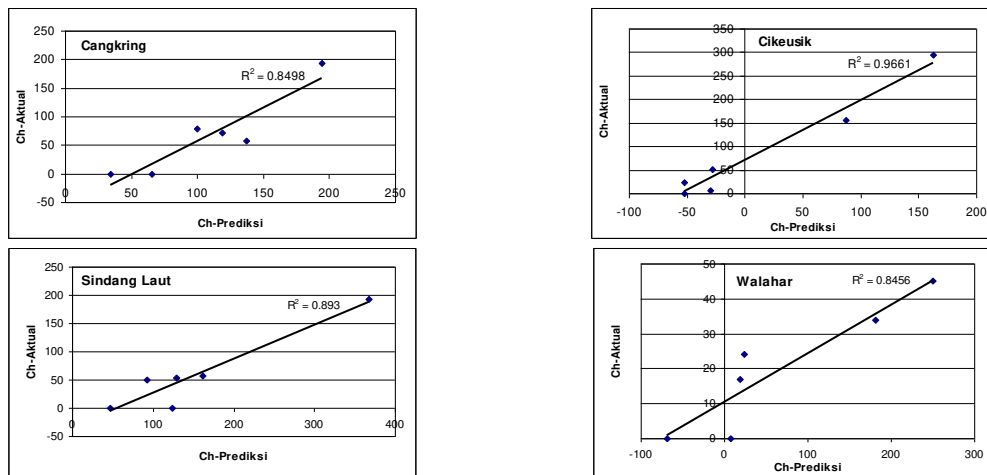 Cangkring
Ch-Aktual
250
200
150
100
50
0
-50
R² = 0.8498
0 50 100 150 200 250
Ch-Prediksi
Cikeusik
Ch-Aktual
350
300
250
200
150
100
50
0
R² = 0.9661
-100 -50 0 50 100 150 200
Ch-Prediksi
Sindang Laut
Ch-Aktual
250
200
150
100
50
0
-50
R² = 0.893
0 100 200 300 400
Ch-Prediksi
Walahar
Ch-Aktual
50
40
30
20
10
0
R² = 0.8456
-100 0 100 200 300
Ch-Prediksi